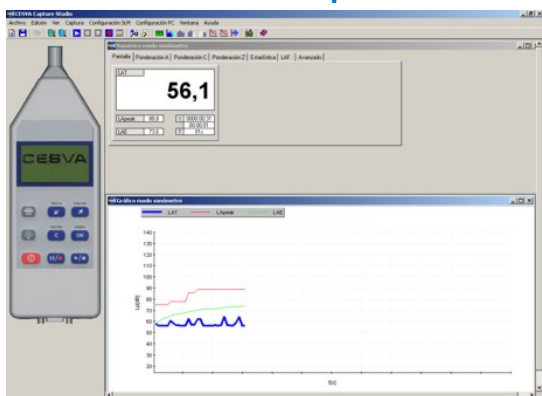 CESVA Capture Studio
Archivo Edición Ver Captura Configuración SLM Configuración PC Ventana Ayuda
Numérico modo sonómetro
Pantalla Ponderación A Ponderación C Ponderación Z Estadística LAF Avanzado
LAT
56,1
LApeak
LAE 73,6
T 01s
CESVA
C OK
Gráfico modo sonómetro
LAT LApeak LAE
140
130
120
110
100
90
80
70
60
50
40
30
20
Lp[dB]
t[s]